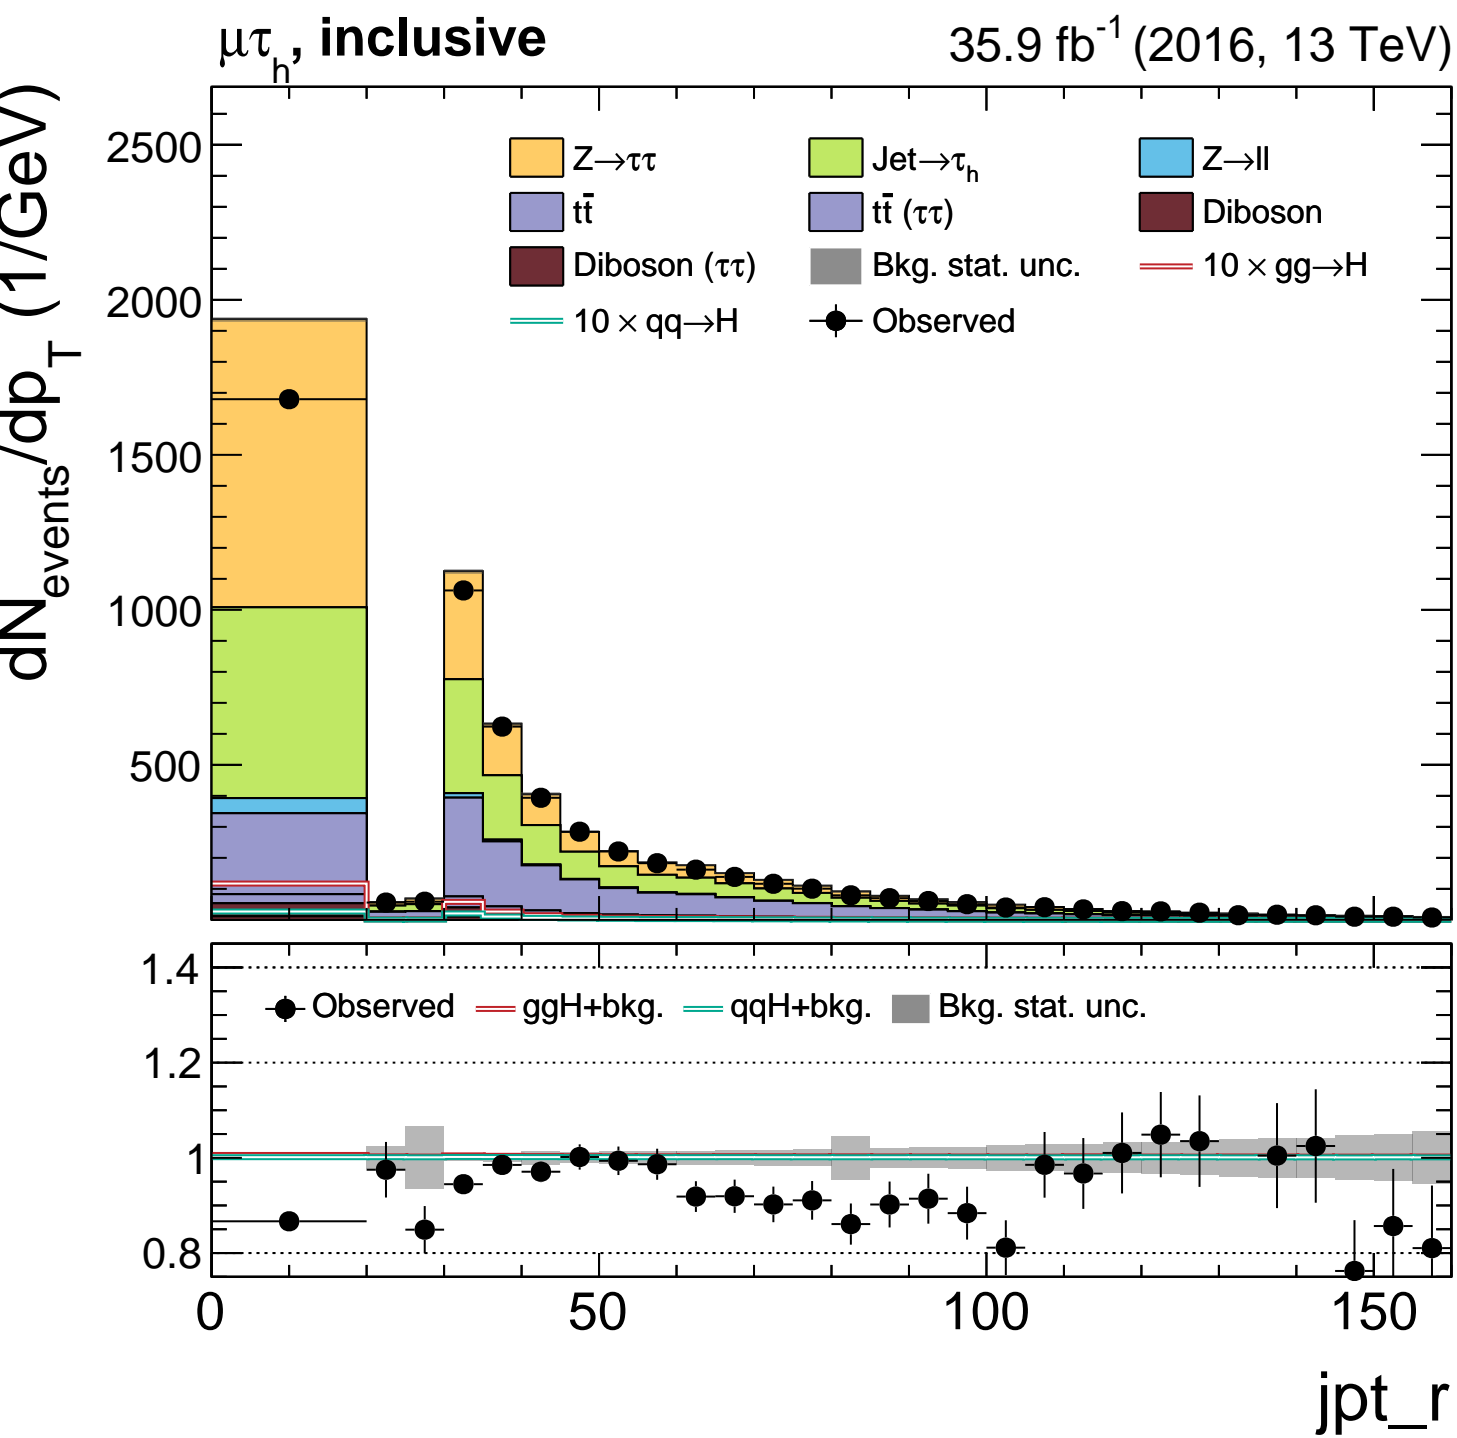 μτh, inclusive
35.9 fb-1 (2016, 13 TeV)
dNevents/dpT (1/GeV)
2500
2000
1500
1000
500
Z→ττ
Jet→τh
Z→ll
tt̄
tt̄ (ττ)
Diboson
Diboson (ττ)
Bkg. stat. unc.
10 × gg→H
10 × qq→H
Observed
1.4
1.2
1
0.8
Observed
ggH+bkg.
qqH+bkg.
Bkg. stat. unc.
0
50
100
150
jpt_r